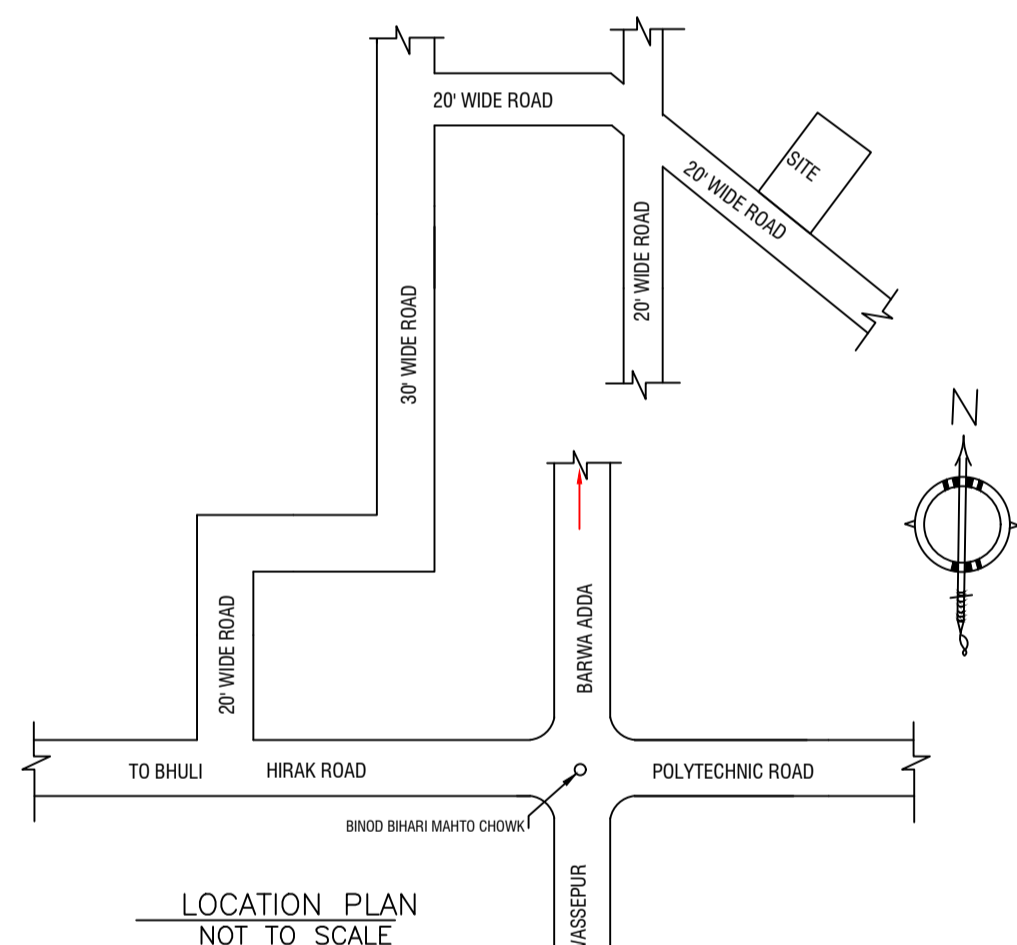 20' WIDE ROAD
SITE
20' WIDE ROAD
20' WIDE ROAD
30' WIDE ROAD
N
20' WIDE ROAD
BARWA ADDA
TO BHULI
HIRAK ROAD
POLYTECHNIC ROAD
BINOD BIHARI MAHTO CHOWK
LOCATION PLAN
NOT TO SCALE